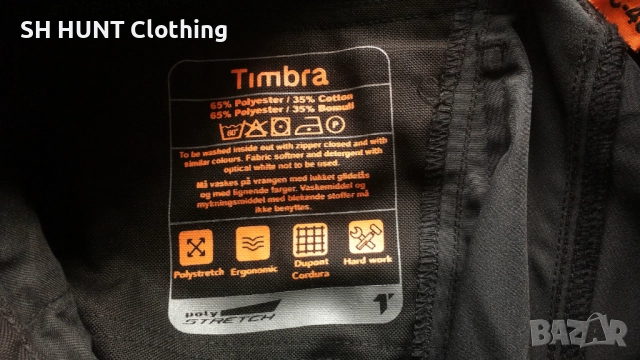 SH HUNT Clothing
Timbra
65% Polyester / 35% Cotton
65% Polyester / 35% Bomull
60° P
To be washed inside out with zipper closed and with
similar colours. Fabric softner and detergent with
optical white not to be used.
Må vaskes på vrangen med lukket glidelås
og med lignende farger. Vaskemiddel og
mykningsmiddel med blekende stoffer må
ikke benyttes.
Polystretch Ergonomic Dupont Cordura Hard work
poly
STRETCH
BAZAR
bg